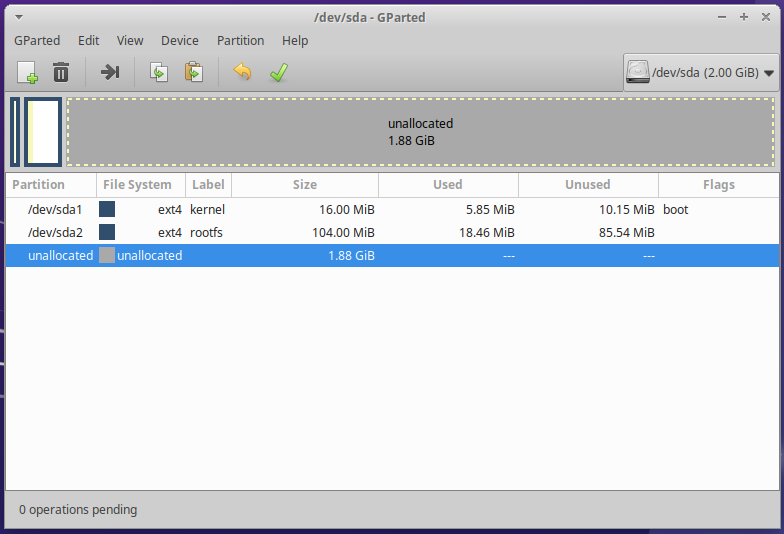 /dev/sda - GParted
GParted Edit View Device Partition Help
/dev/sda (2.00 GiB)
unallocated
1.88 GiB
Partition File System Label Size Used Unused Flags
/dev/sda1 ext4 kernel 16.00 MiB 5.85 MiB 10.15 MiB boot
/dev/sda2 ext4 rootfs 104.00 MiB 18.46 MiB 85.54 MiB
unallocated unallocated 1.88 GiB --- ---
0 operations pending